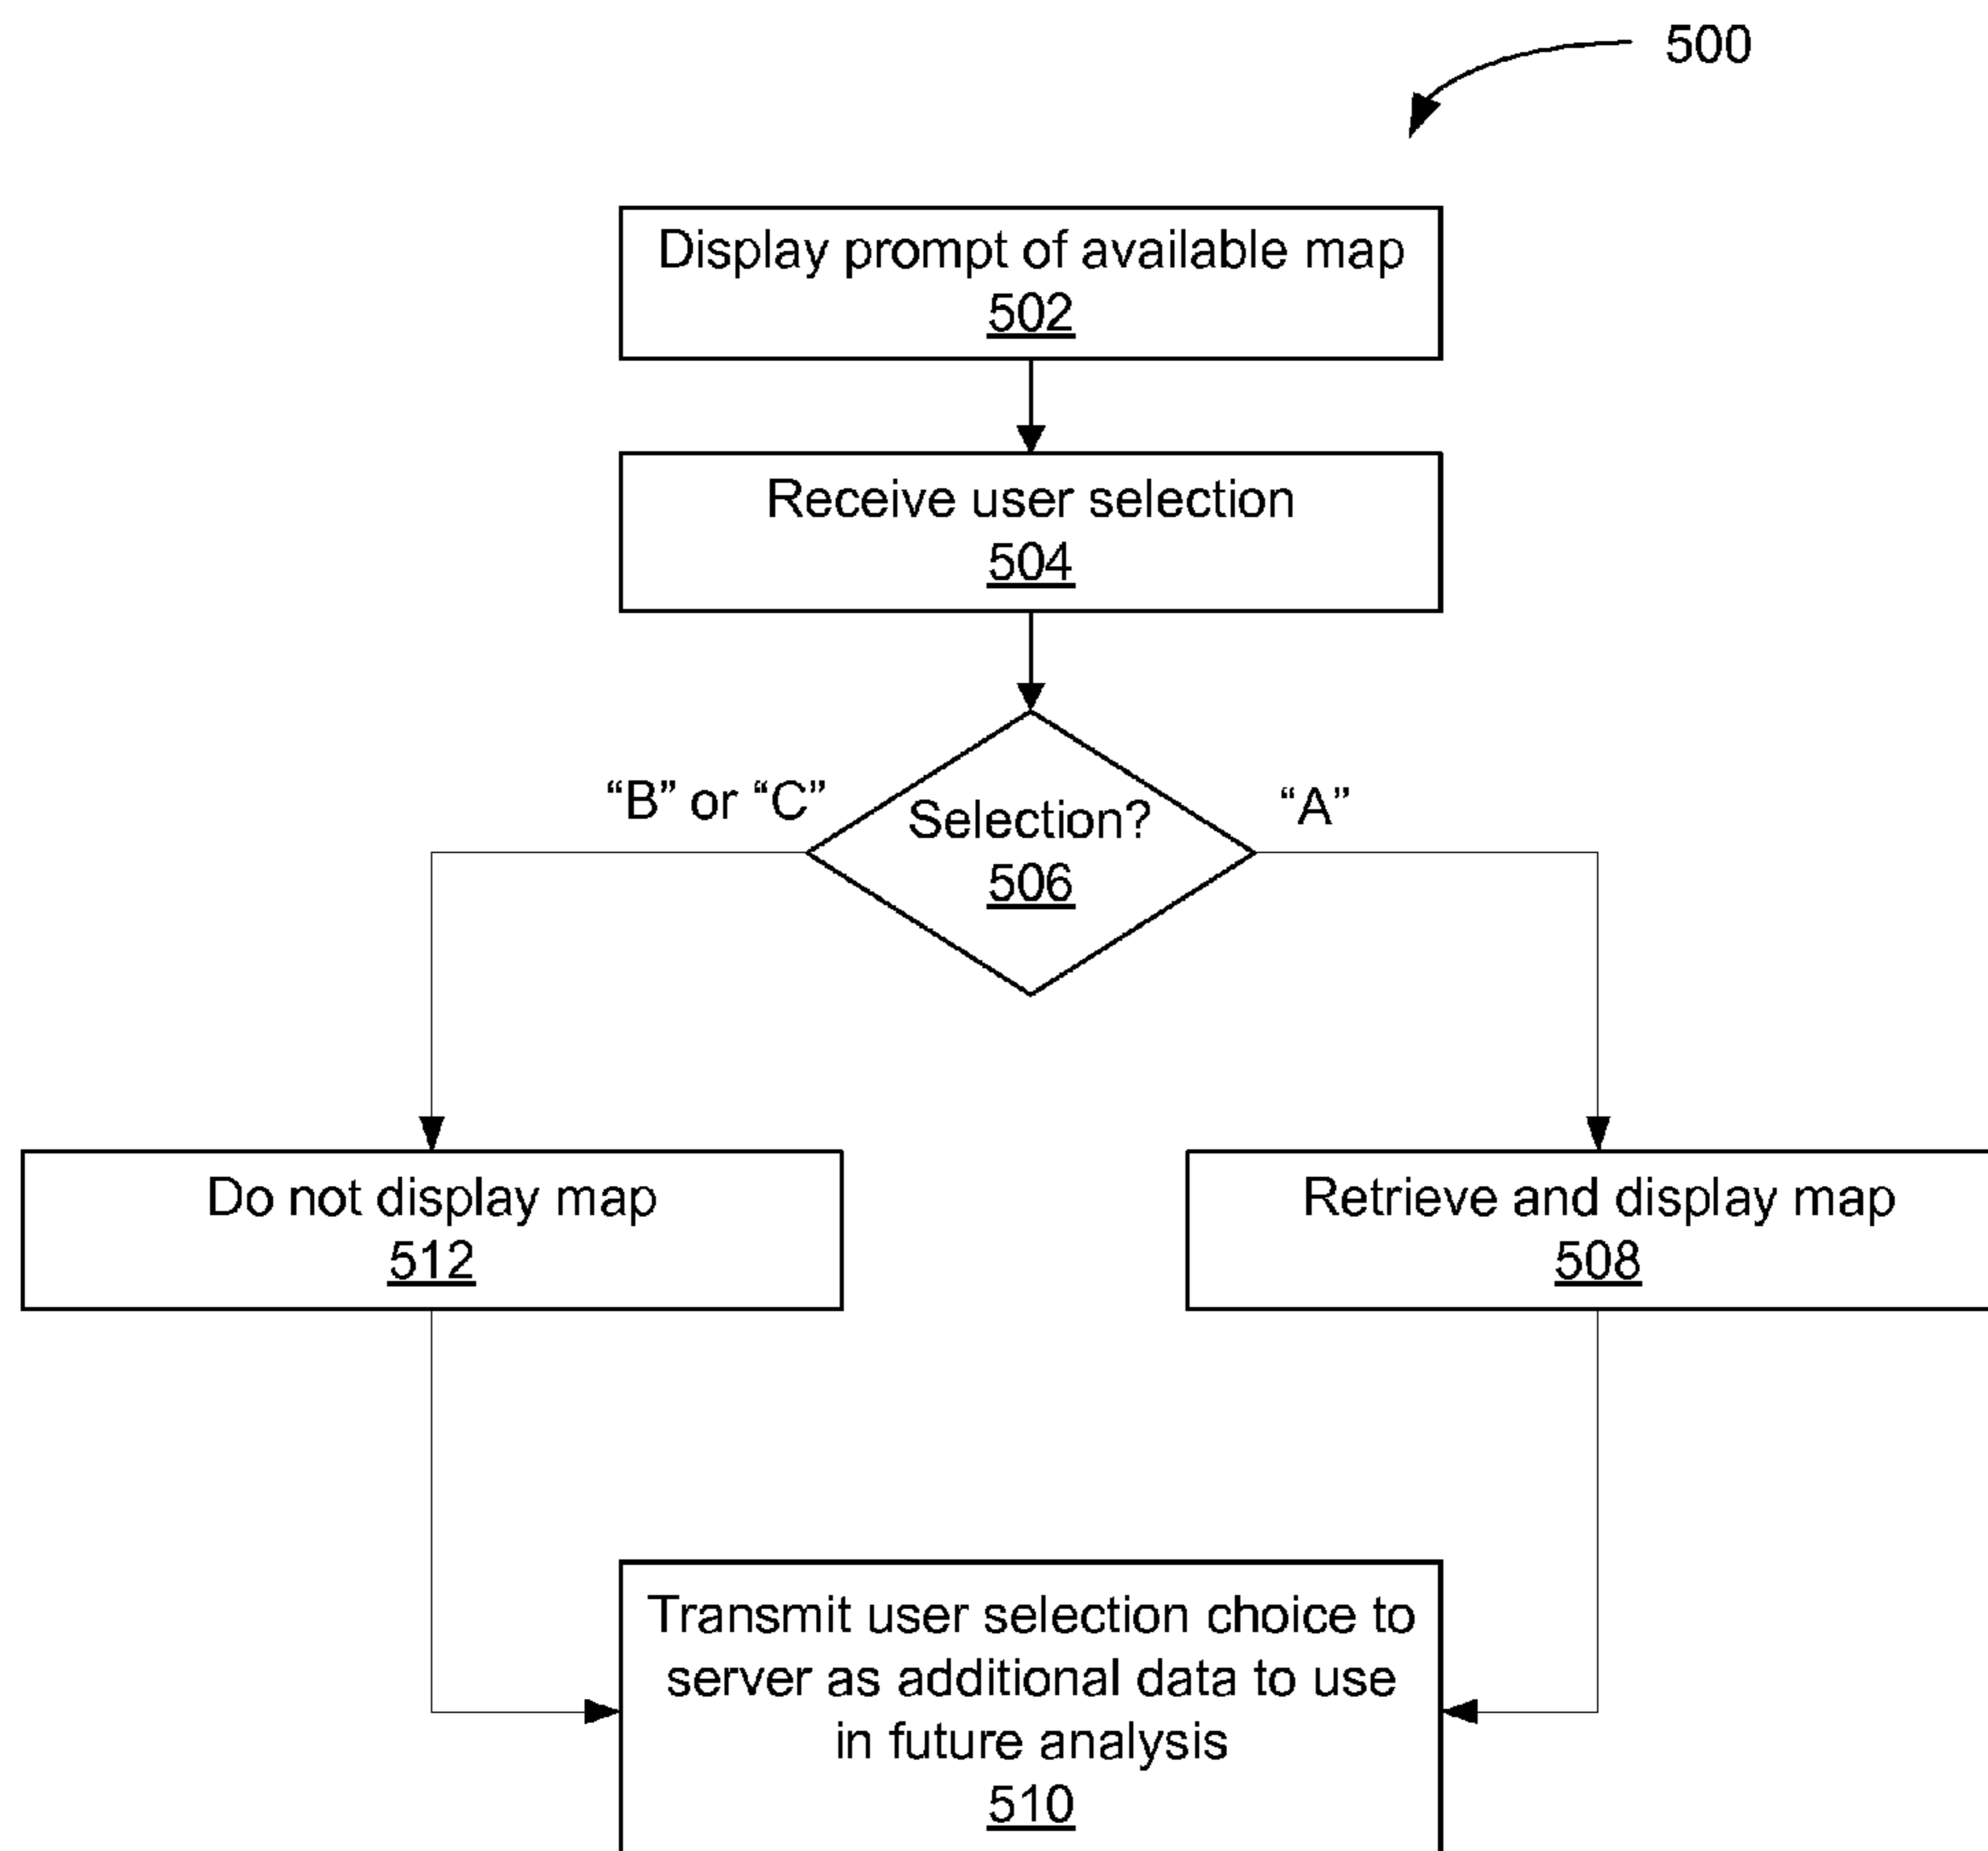 500
Display prompt of available map
502
Receive user selection
504
“B” or “C”
“A”
Selection?
506
Do not display map
512
Retrieve and display map
508
Transmit user selection choice to
server as additional data to use
in future analysis
510